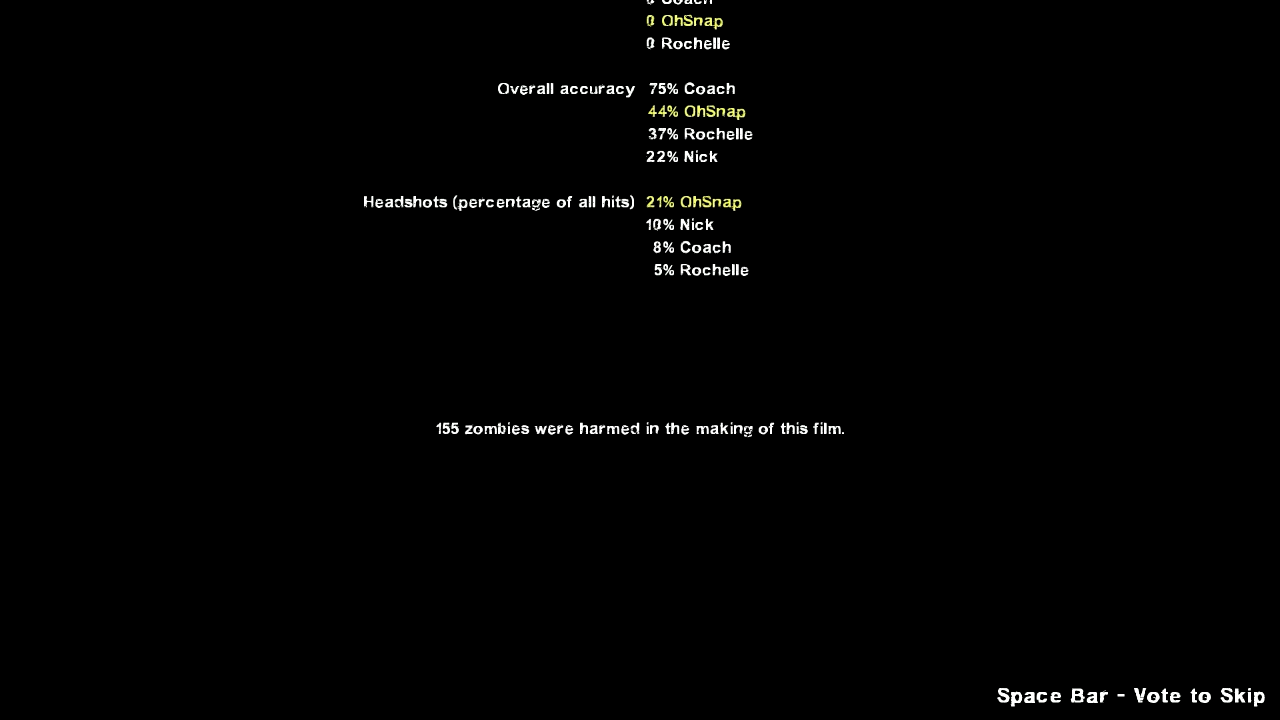 0 Coach
0 OhSnap
0 Rochelle
Overall accuracy 75% Coach
44% OhSnap
37% Rochelle
22% Nick
Headshots (percentage of all hits) 21% OhSnap
10% Nick
8% Coach
5% Rochelle
155 zombies were harmed in the making of this film.
Space Bar - Vote to Skip